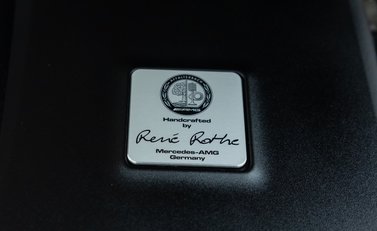 Handcrafted
by
René Rothe
Mercedes-AMG
Germany